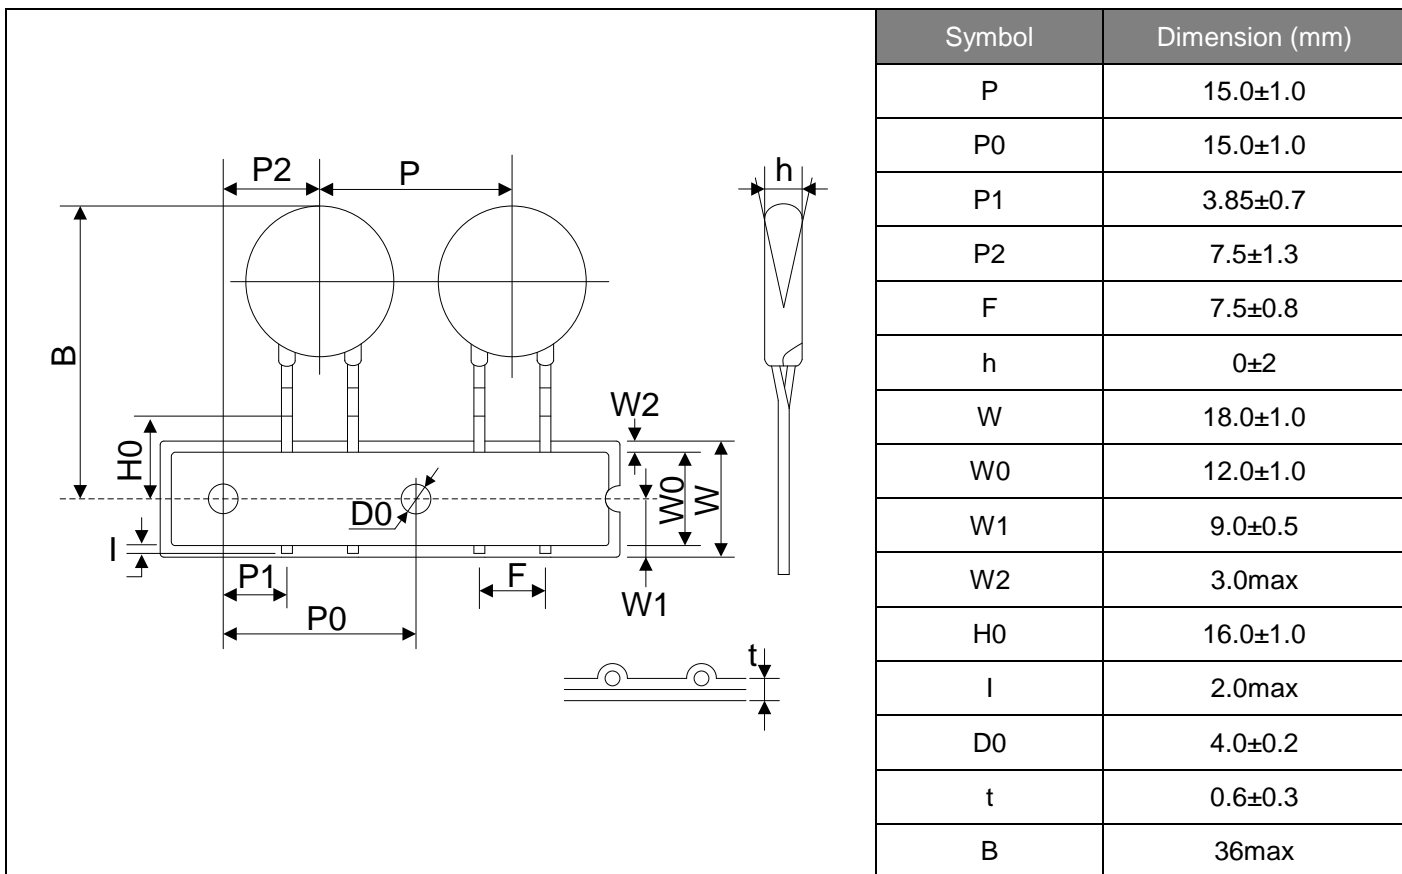 Symbol Dimension (mm)
P 15.0±1.0
P0 15.0±1.0
P1 3.85±0.7
P2 7.5±1.3
F 7.5±0.8
h 0±2
W 18.0±1.0
W0 12.0±1.0
W1 9.0±0.5
W2 3.0max
H0 16.0±1.0
I 2.0max
D0 4.0±0.2
t 0.6±0.3
B 36max
P2 P h
B
H0
W2
D0
W0
W
I
P1
F
W1
P0
t